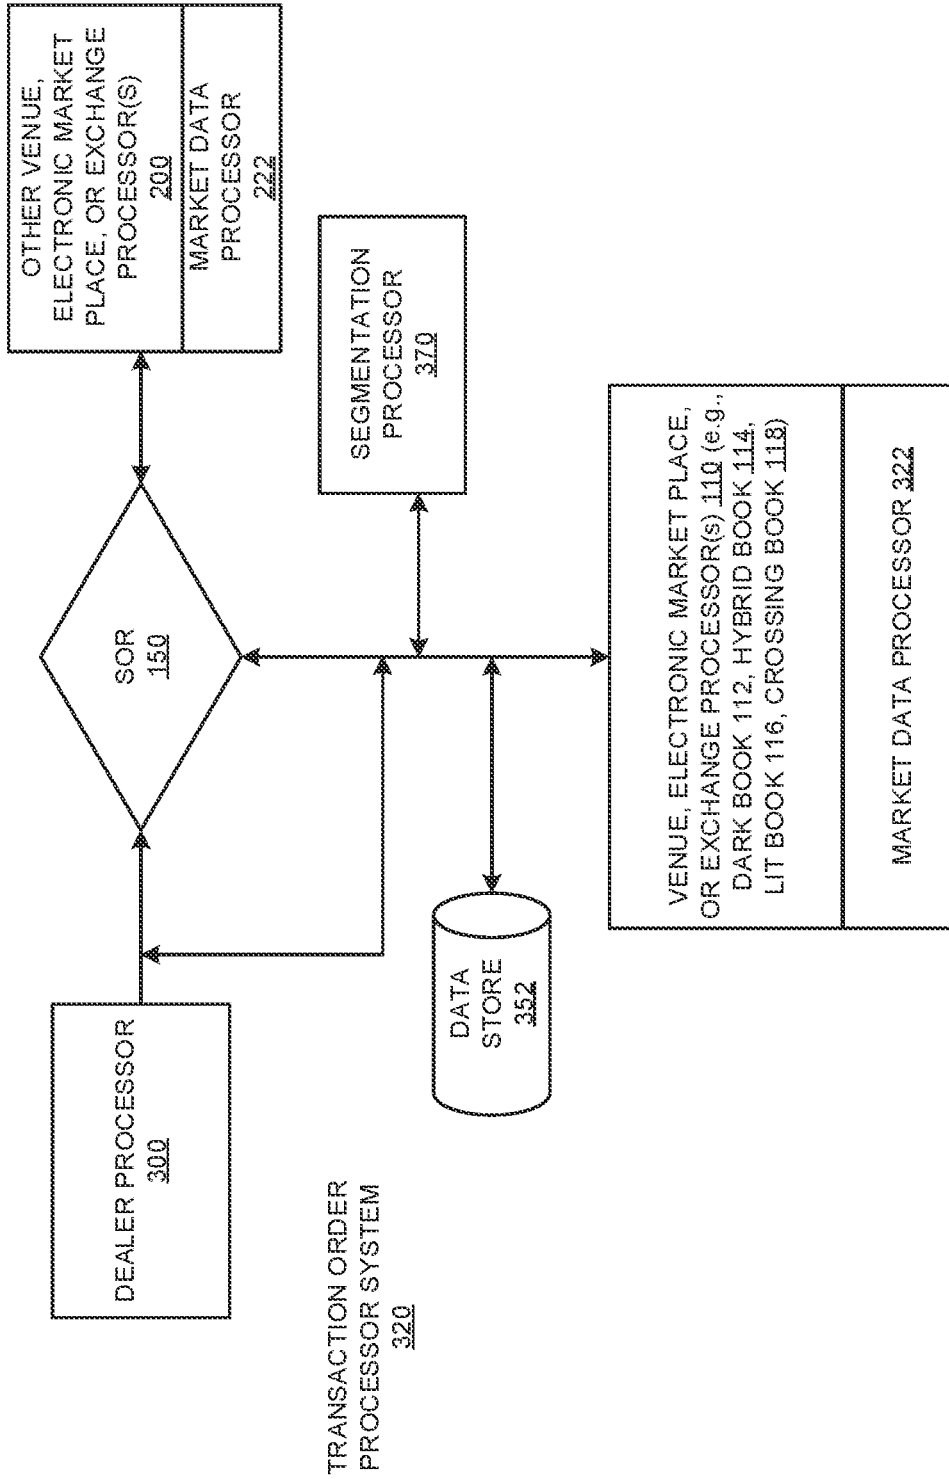 TRANSACTION ORDER
PROCESSOR SYSTEM
320
DEALER PROCESSOR
300
SOR
150
OTHER VENUE,
ELECTRONIC MARKET
PLACE, OR EXCHANGE
PROCESSOR(S)
200
MARKET DATA
PROCESSOR
222
SEGMENTATION
PROCESSOR
370
DATA
STORE
352
VENUE, ELECTRONIC MARKET PLACE,
OR EXCHANGE PROCESSOR(s) 110 (e.g.,
DARK BOOK 112, HYBRID BOOK 114,
LIT BOOK 116, CROSSING BOOK 118)
MARKET DATA PROCESSOR 322